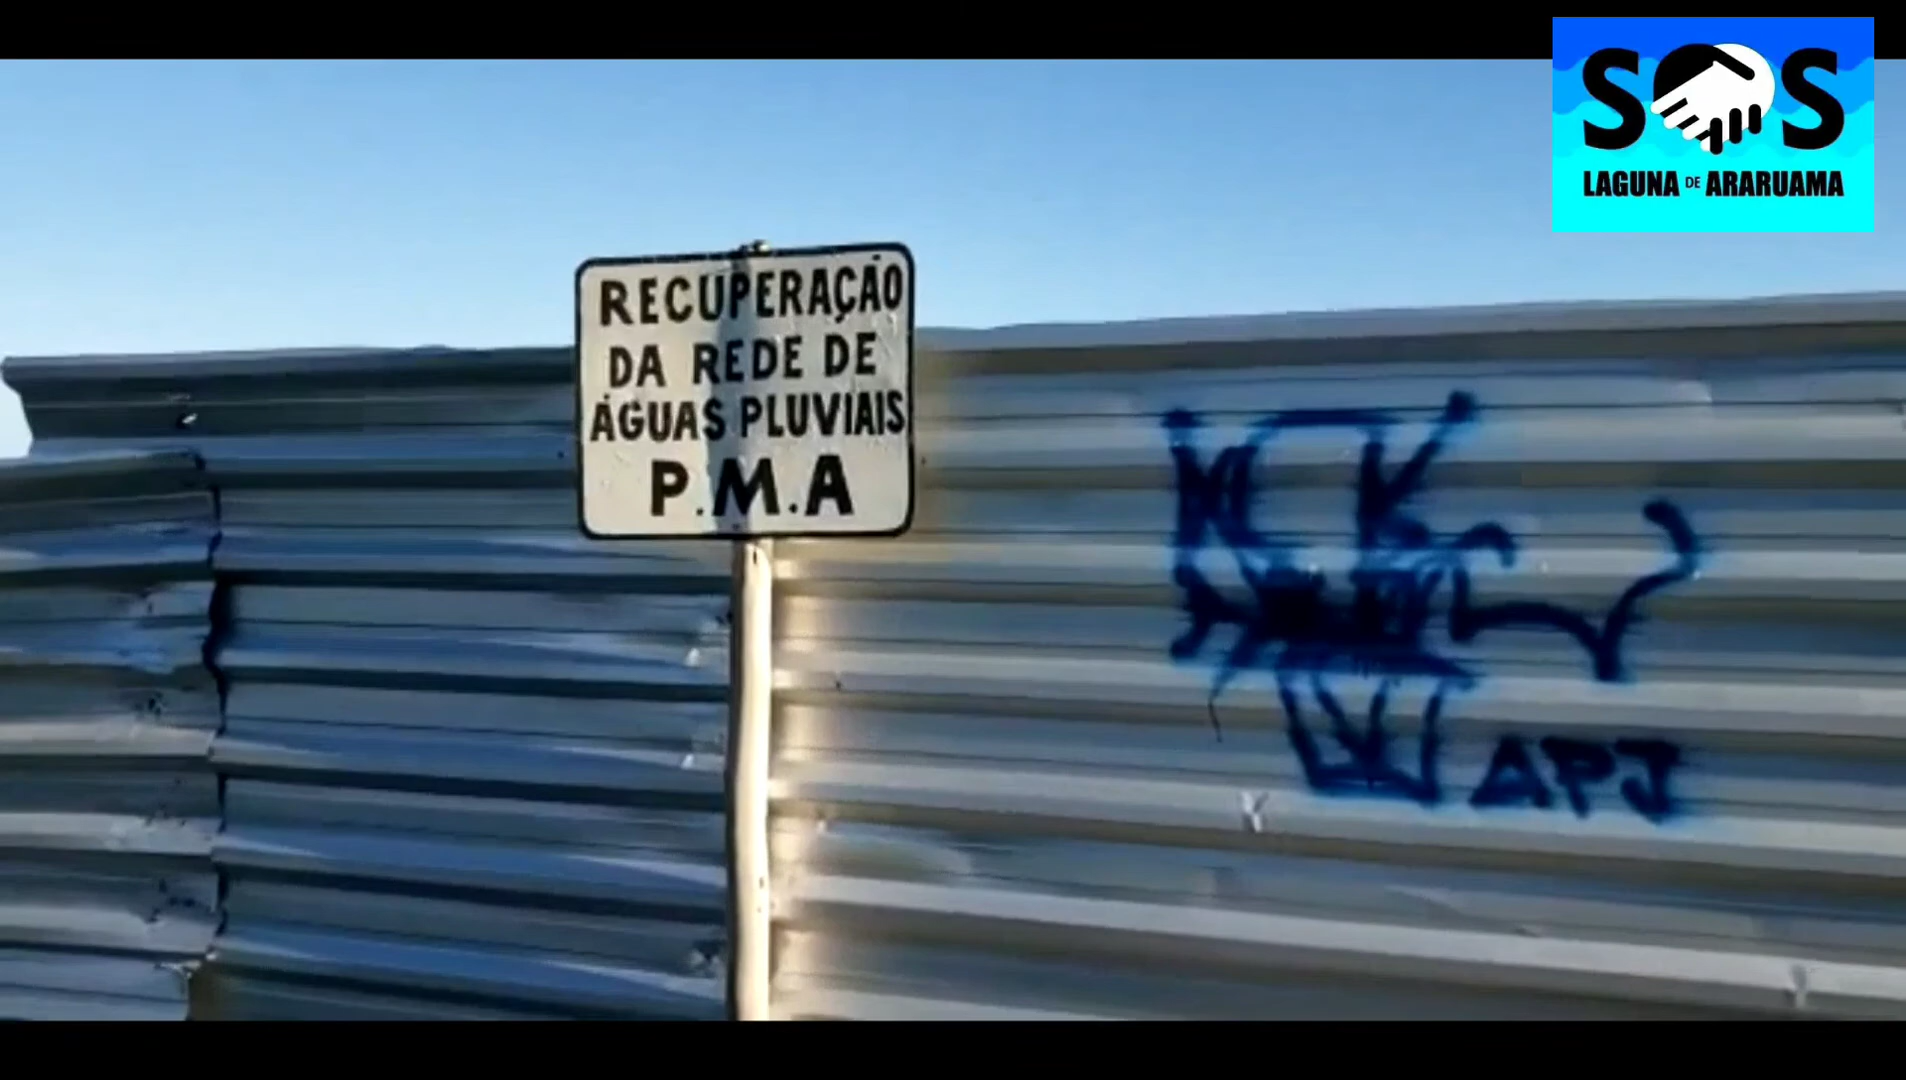 SOS
LAGUNA DE ARARUAMA
RECUPERAÇÃO
DA REDE DE
ÁGUAS PLUVIAIS
P.M.A
APJ